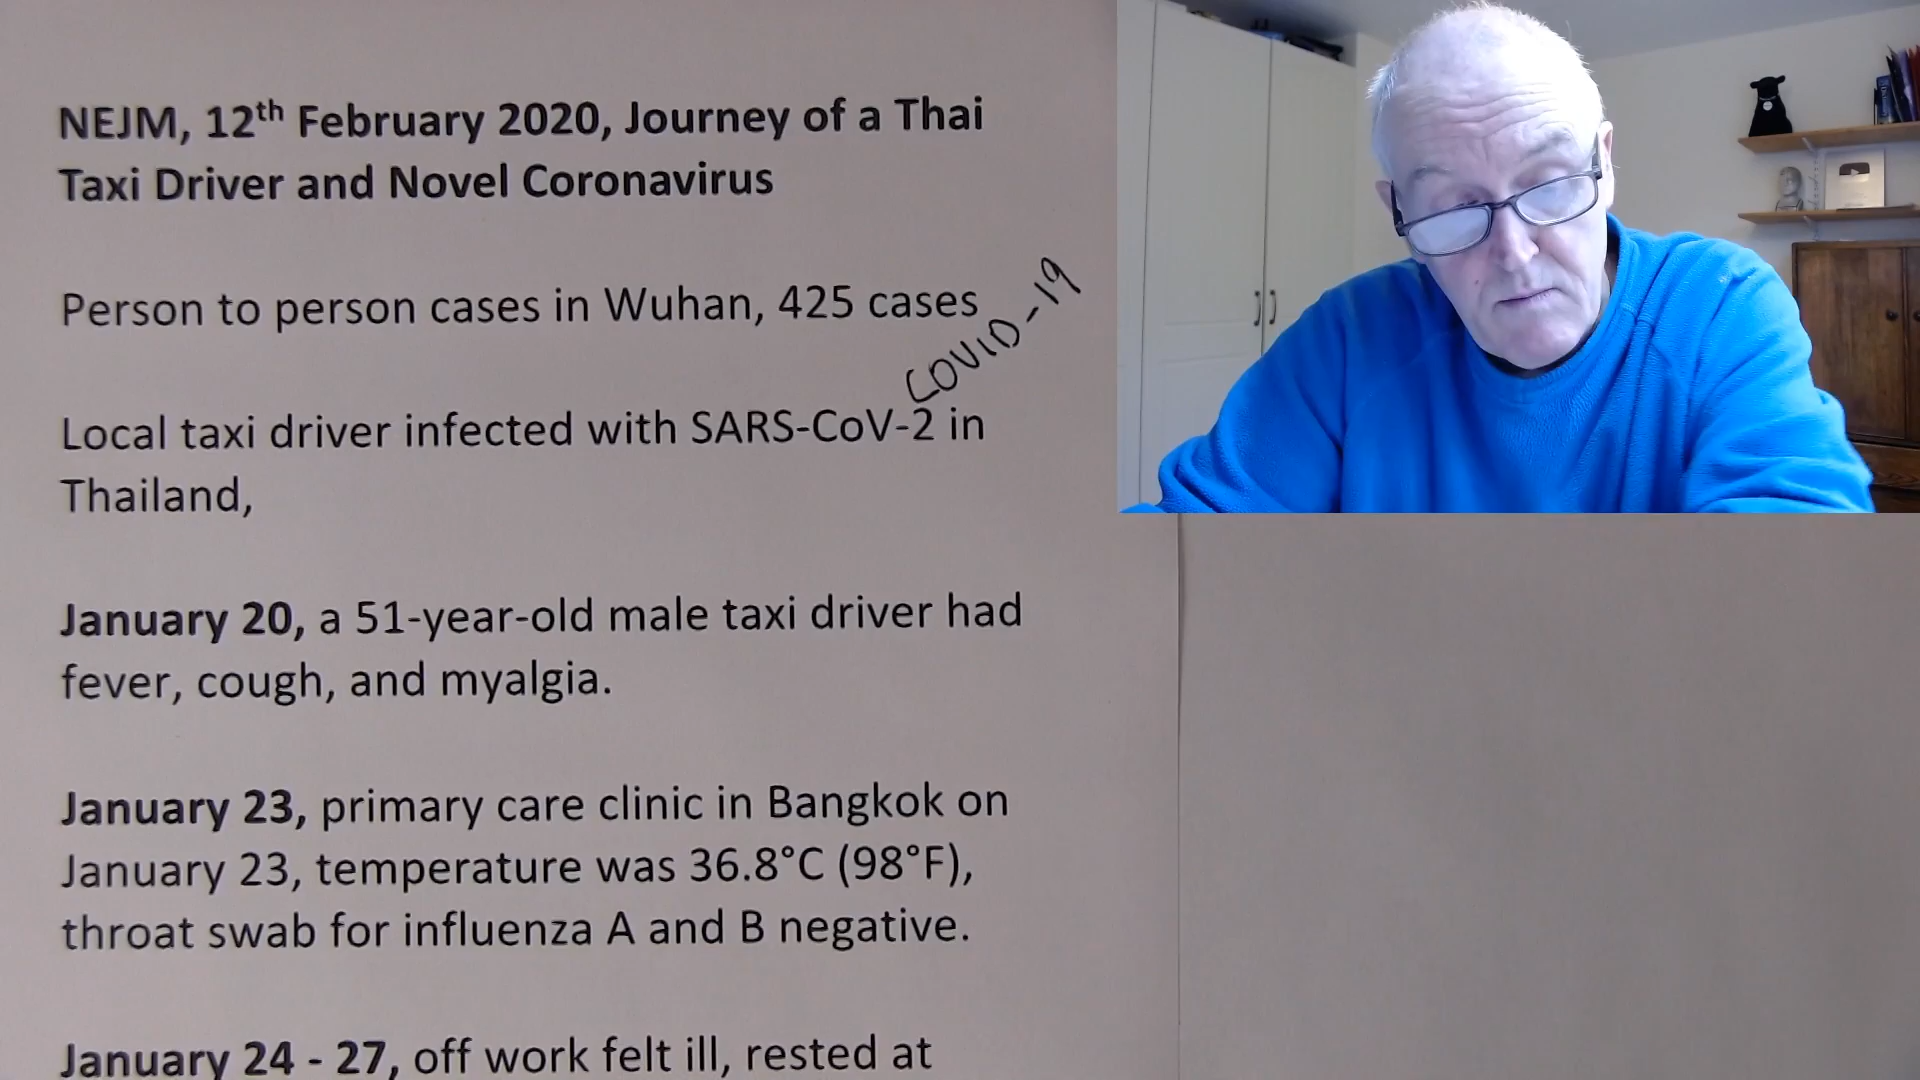 NEJM, 12th February 2020, Journey of a Thai
Taxi Driver and Novel Coronavirus
Person to person cases in Wuhan, 425 cases
COVID-19
Local taxi driver infected with SARS-CoV-2 in
Thailand,
January 20, a 51-year-old male taxi driver had
fever, cough, and myalgia.
January 23, primary care clinic in Bangkok on
January 23, temperature was 36.8°C (98°F),
throat swab for influenza A and B negative.
January 24 - 27, off work felt ill, rested at